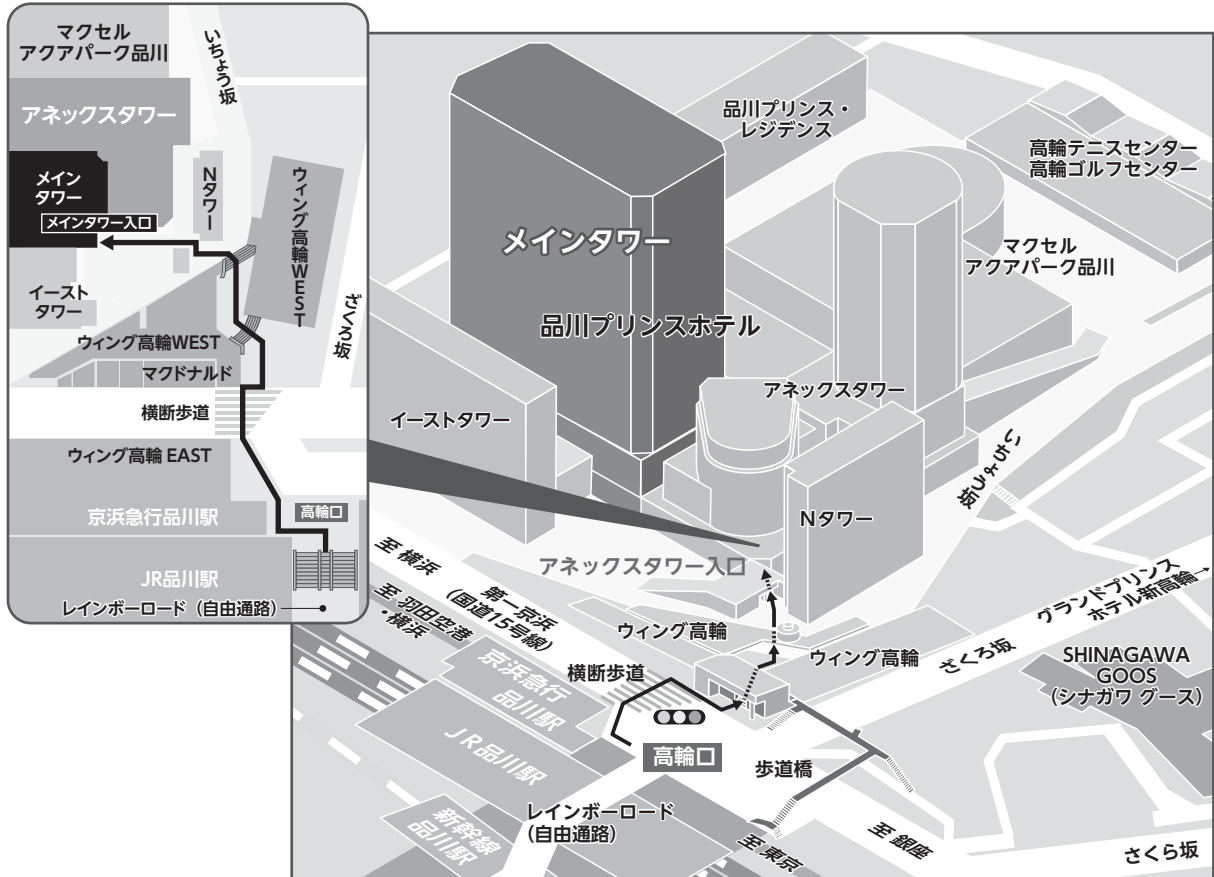 マクセル
アクアパーク品川
いちょう坂
アネックスタワー
メイン
タワー
メインタワー入口
Nタワー
ウィング高輪WEST
イースト
タワー
ざくろ坂
ウィング高輪WEST
マクドナルド
横断歩道
ウィング高輪 EAST
京浜急行品川駅
高輪口
JR品川駅
レインボーロード（自由通路）
品川プリンス・
レジデンス
高輪テニスセンター
高輪ゴルフセンター
メインタワー
マクセル
アクアパーク品川
品川プリンスホテル
アネックスタワー
イーストタワー
いちょう坂
Nタワー
アネックスタワー入口
至 横浜
第一京浜
（国道15号線）
至 羽田空港
・横浜
グランドプリンス
ホテル新高輪→
ウィング高輪
ウィング高輪
ざくろ坂
SHINAGAWA
GOOS
（シナガワ グース）
京浜急行
品川駅
横断歩道
JR品川駅
高輪口
歩道橋
新幹線
品川駅
レインボーロード
（自由通路）
至 東京
至 銀座
さくら坂